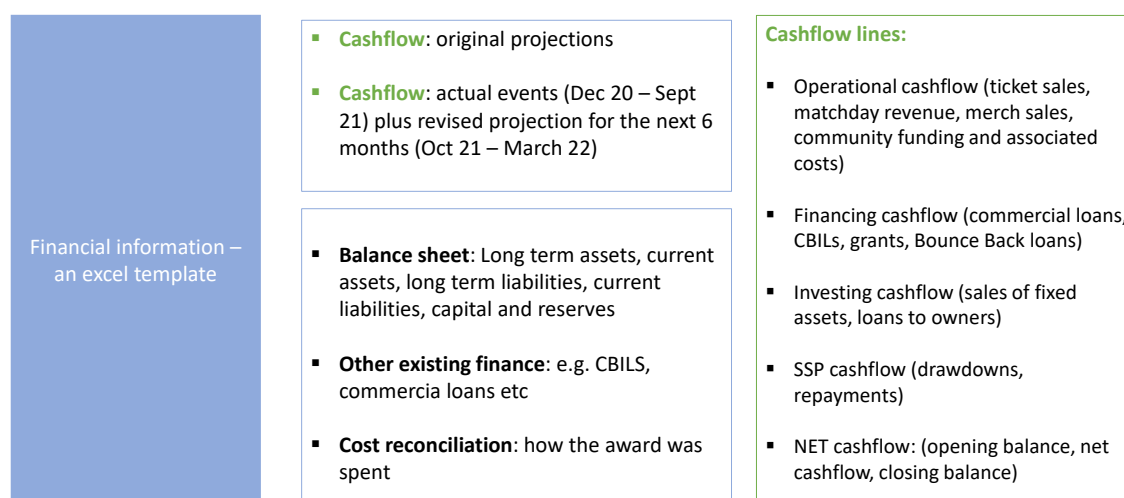 Financial information –
an excel template
▪ Cashflow: original projections
▪ Cashflow: actual events (Dec 20 – Sept
21) plus revised projection for the next 6
months (Oct 21 – March 22)
▪ Balance sheet: Long term assets, current
assets, long term liabilities, current
liabilities, capital and reserves
▪ Other existing finance: e.g. CBILS,
commercia loans etc
▪ Cost reconciliation: how the award was
spent
Cashflow lines:
▪ Operational cashflow (ticket sales,
matchday revenue, merch sales,
community funding and associated
costs)
▪ Financing cashflow (commercial loans,
CBILs, grants, Bounce Back loans)
▪ Investing cashflow (sales of fixed
assets, loans to owners)
▪ SSP cashflow (drawdowns,
repayments)
▪ NET cashflow: (opening balance, net
cashflow, closing balance)